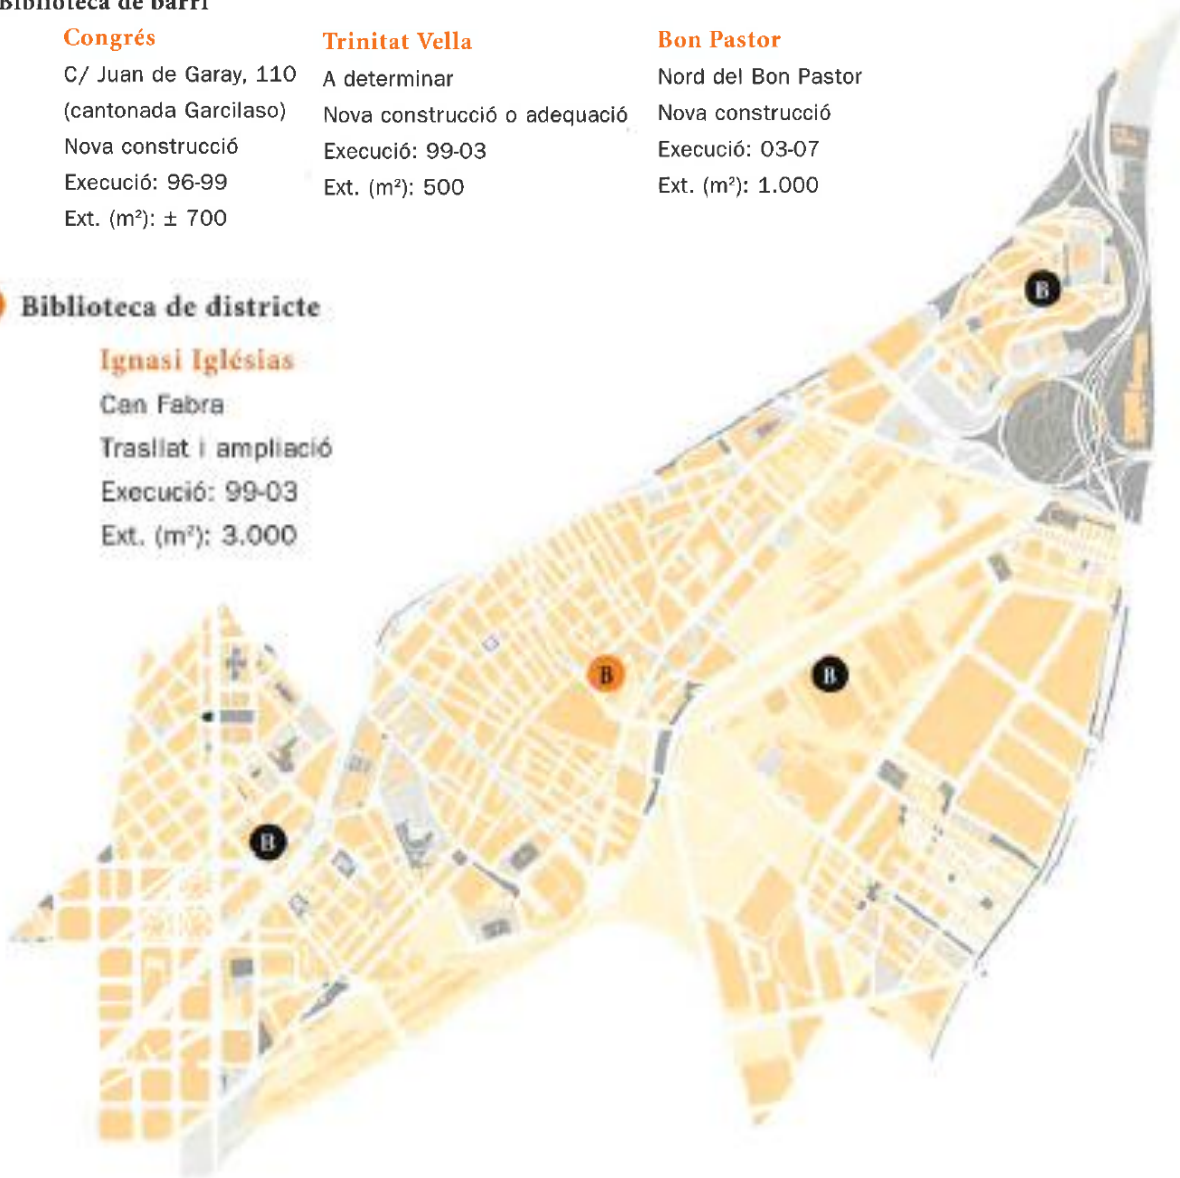 Biblioteca de barri
Congrés
C/ Juan de Garay, 110
(cantonada Garcilaso)
Nova construcció
Execució: 96-99
Ext. (m²): ± 700
Trinitat Vella
A determinar
Nova construcció o adequació
Execució: 99-03
Ext. (m²): 500
Bon Pastor
Nord del Bon Pastor
Nova construcció
Execució: 03-07
Ext. (m²): 1.000
Biblioteca de districte
Ignasi Iglésias
Can Fabra
Trasllat i ampliació
Execució: 99-03
Ext. (m²): 3.000
B
B
B
B